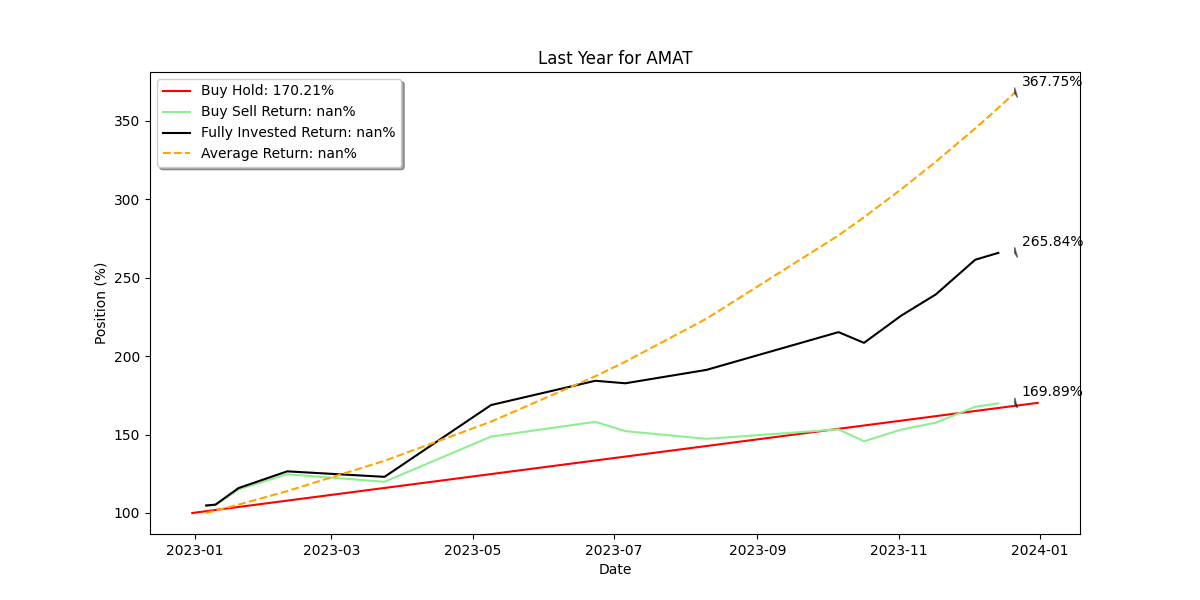 Last Year for AMAT
Buy Hold: 170.21%
Buy Sell Return: nan%
Fully Invested Return: nan%
Average Return: nan%
367.75%
265.84%
169.89%
350
300
250
200
150
100
Position (%)
2023-01 2023-03 2023-05 2023-07 2023-09 2023-11 2024-01
Date